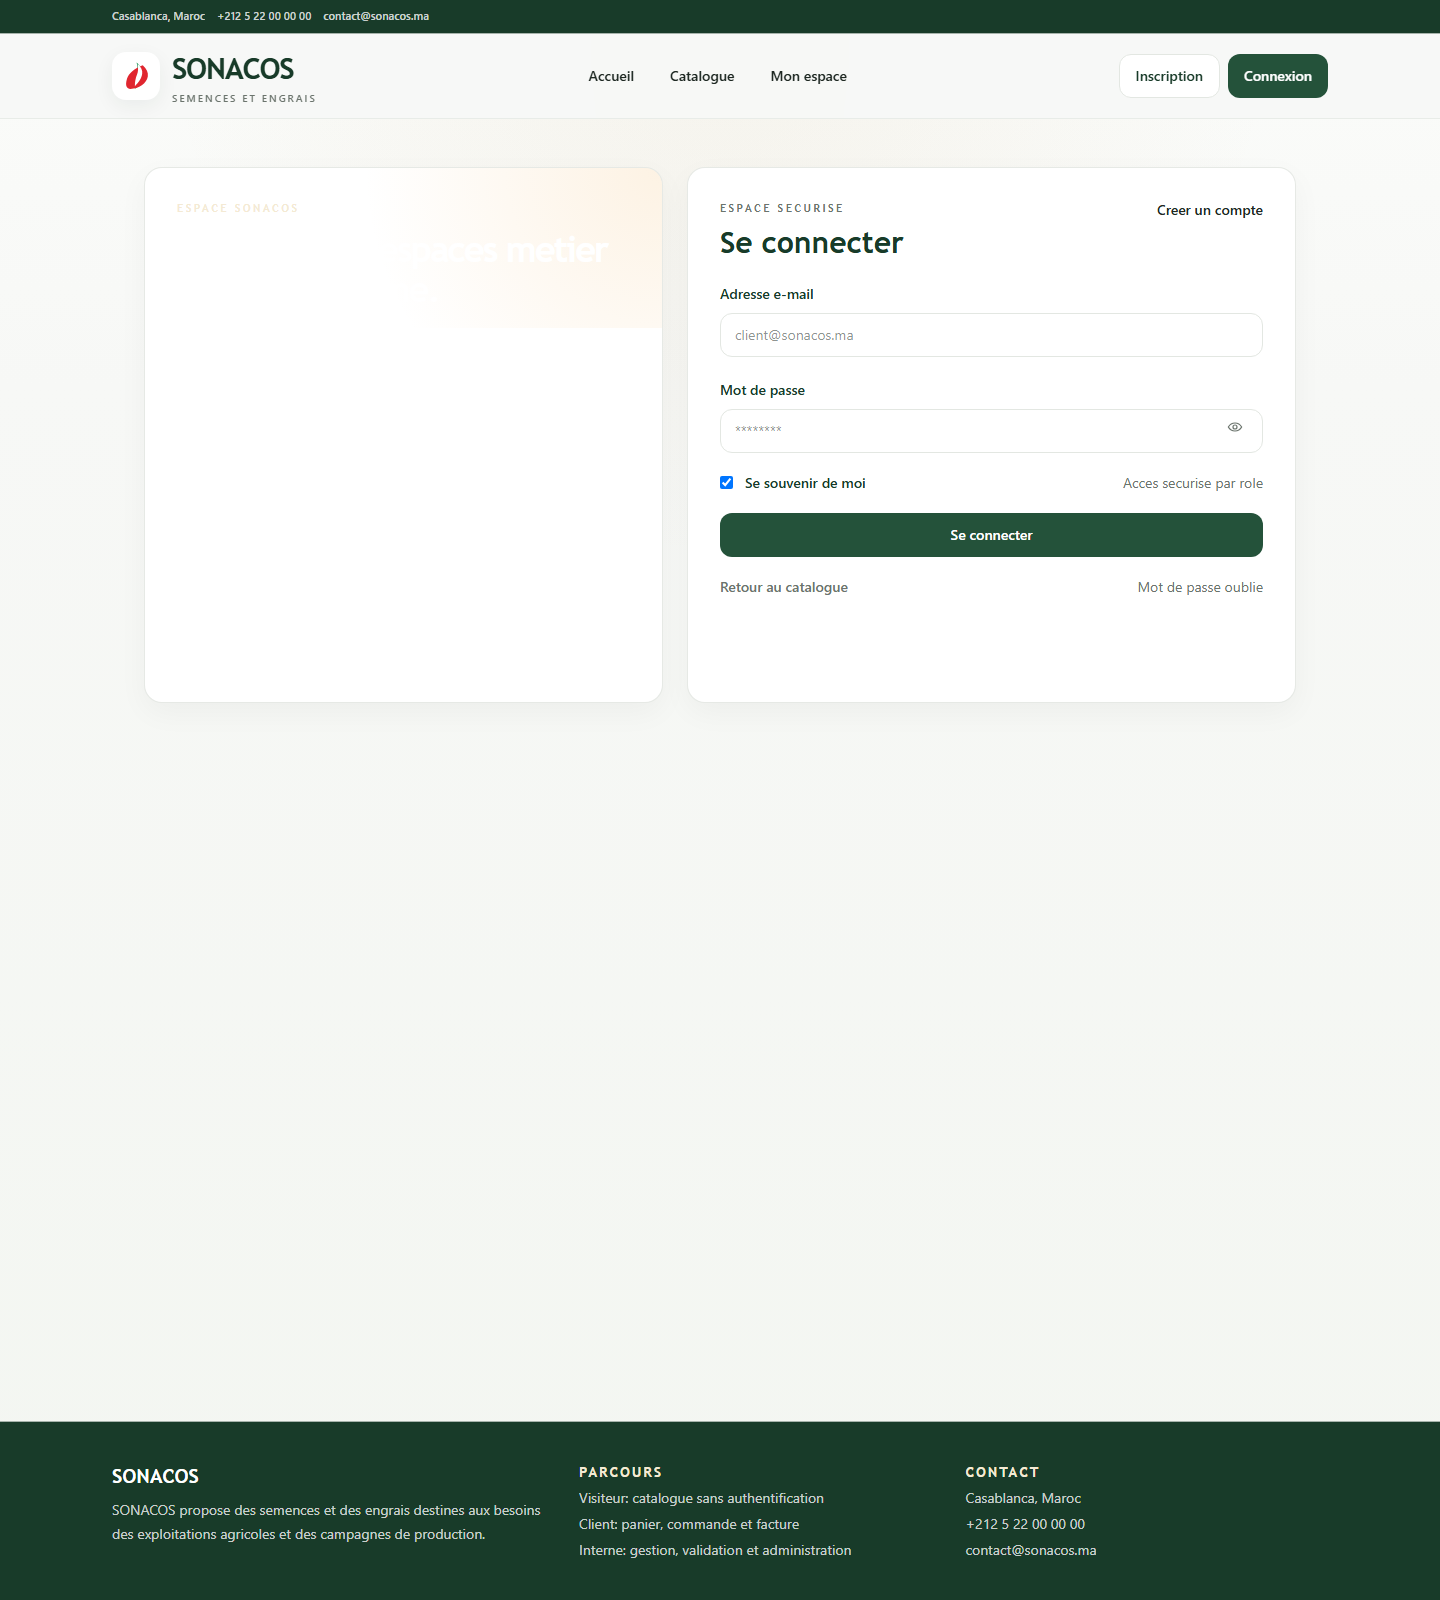 Casablanca, Maroc +212 5 22 00 00 00 contact@sonacos.ma
SONACOS
SEMENCES ET ENGRAIS
Accueil Catalogue Mon espace
Inscription Connexion
ESPACE SONACOS
espaces metier
ESPACE SECURISE
Creer un compte
Se connecter
Adresse e-mail
client@sonacos.ma
Mot de passe
********
Se souvenir de moi
Acces securise par role
Se connecter
Retour au catalogue
Mot de passe oublie
SONACOS
SONACOS propose des semences et des engrais destines aux besoins
des exploitations agricoles et des campagnes de production.
PARCOURS
Visiteur: catalogue sans authentification
Client: panier, commande et facture
Interne: gestion, validation et administration
CONTACT
Casablanca, Maroc
+212 5 22 00 00 00
contact@sonacos.ma